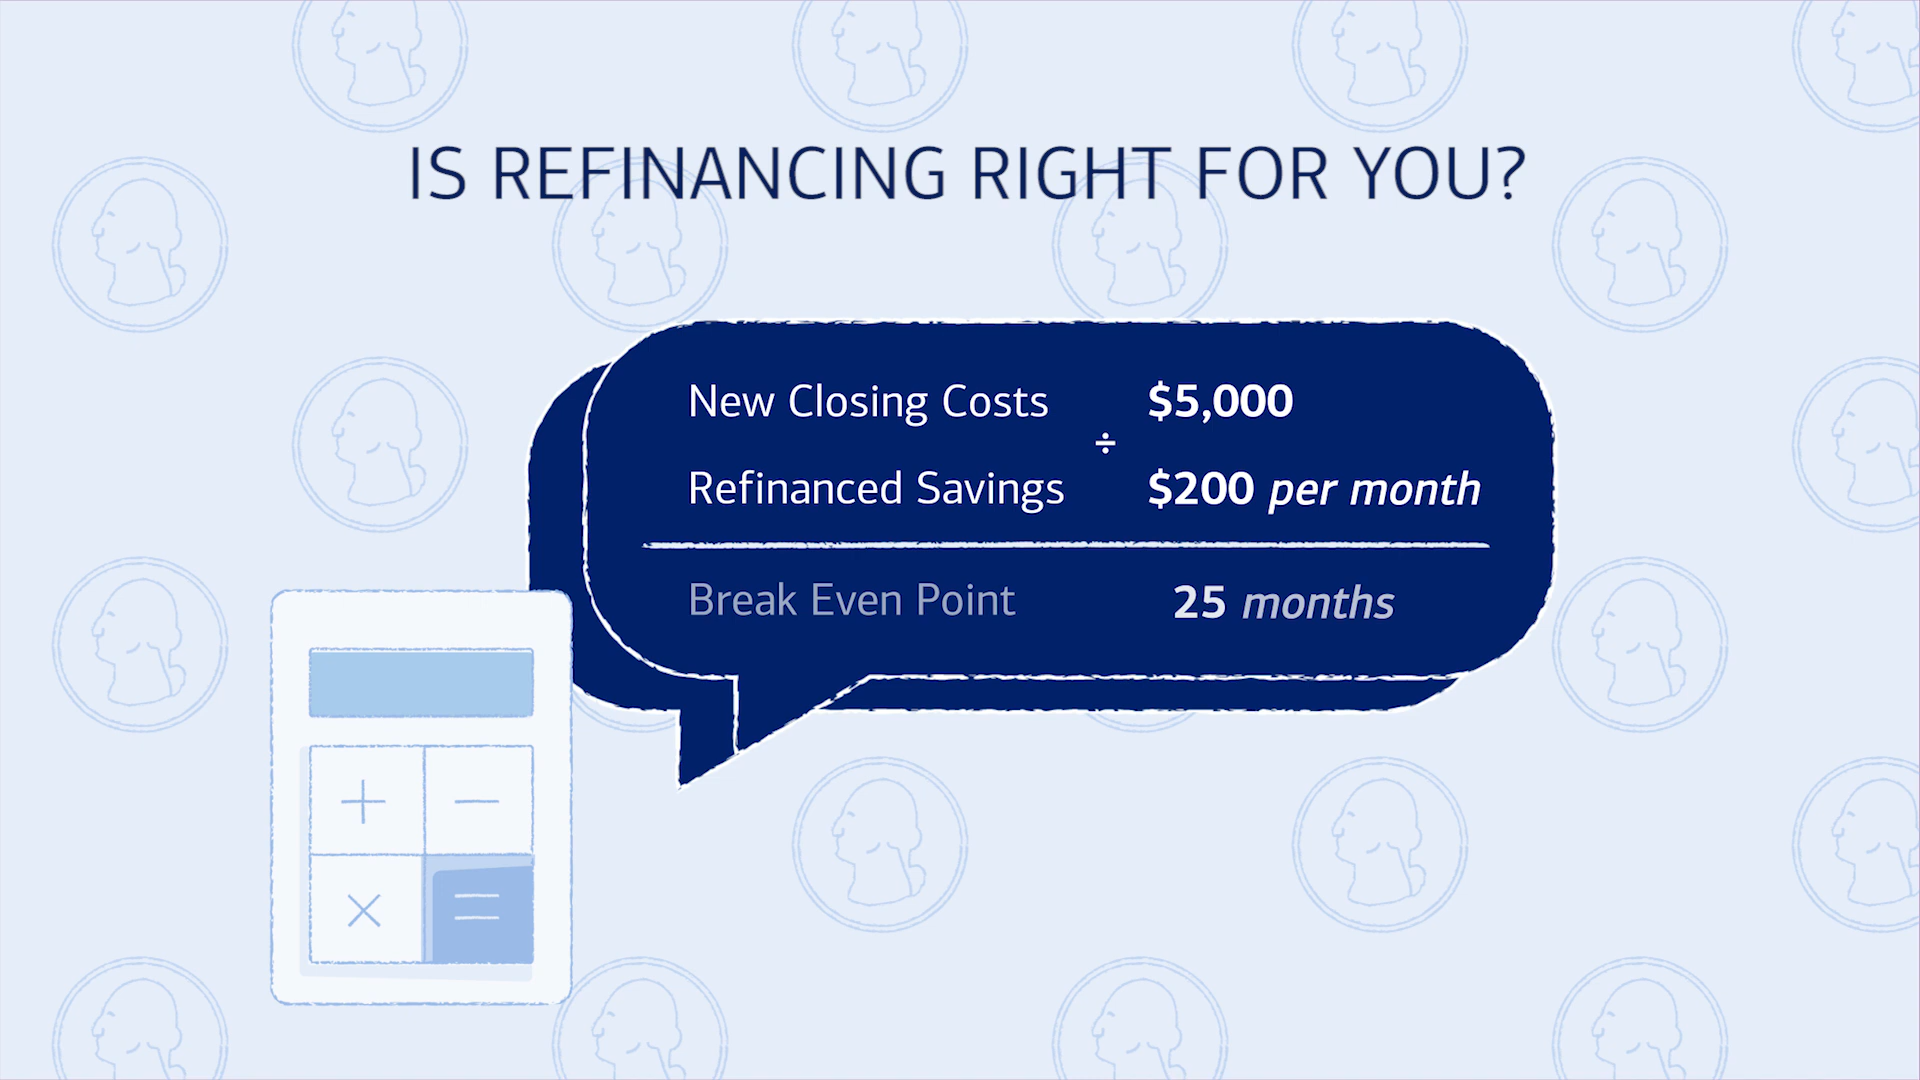 IS REFINANCING RIGHT FOR YOU?
New Closing Costs $5,000
÷
Refinanced Savings $200 per month
Break Even Point 25 months
+ −
× =